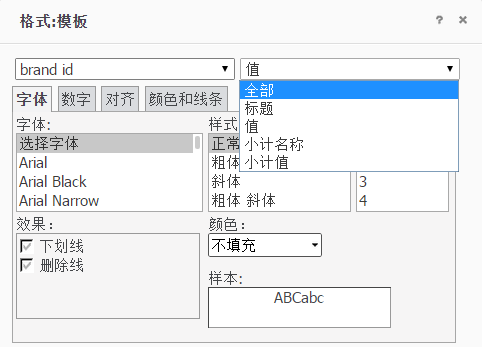 格式:模板
? ×
brand id 值
全部
标题
值
小计名称
小计值
字体 数字 对齐 颜色和线条
字体: 样式
选择字体 正常
Arial 粗体
Arial Black 斜体 3
Arial Narrow 粗体 斜体 4
效果： 颜色：
下划线 不填充
删除线
样本:
ABCabc